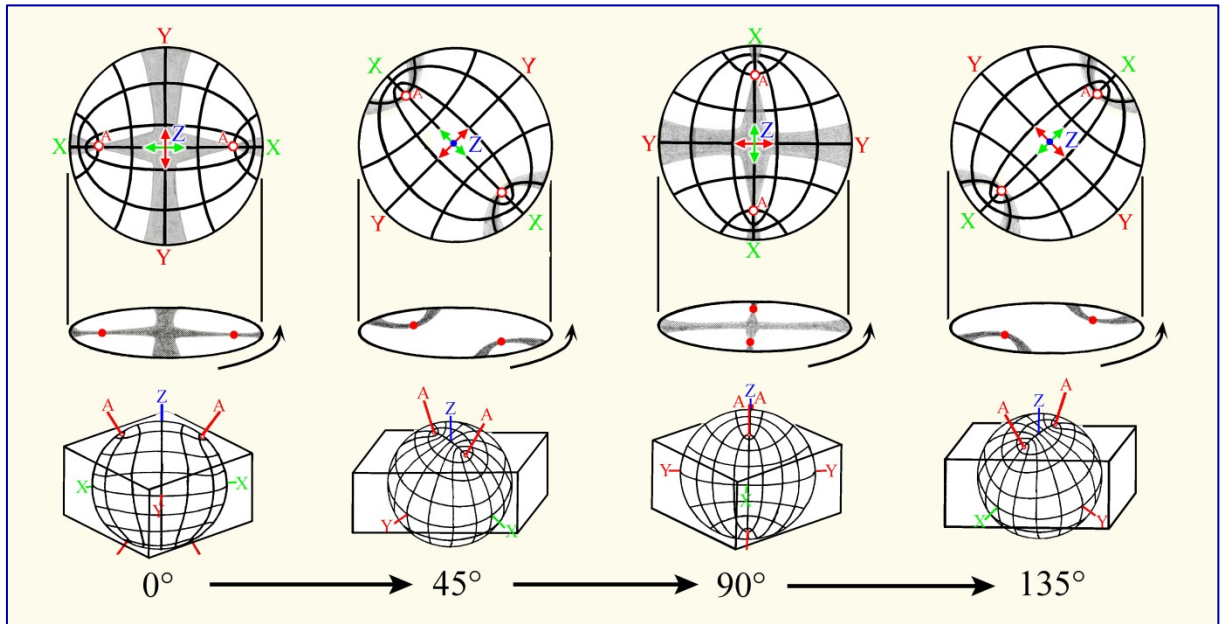 Y X Y X X
A Z A A Z A Z A Z
X X Y Y
Y X X Y A X Y
A A Z A Z A Z A A Z A
X X Y Y X Y X Y X Y
0° 45° 90° 135°